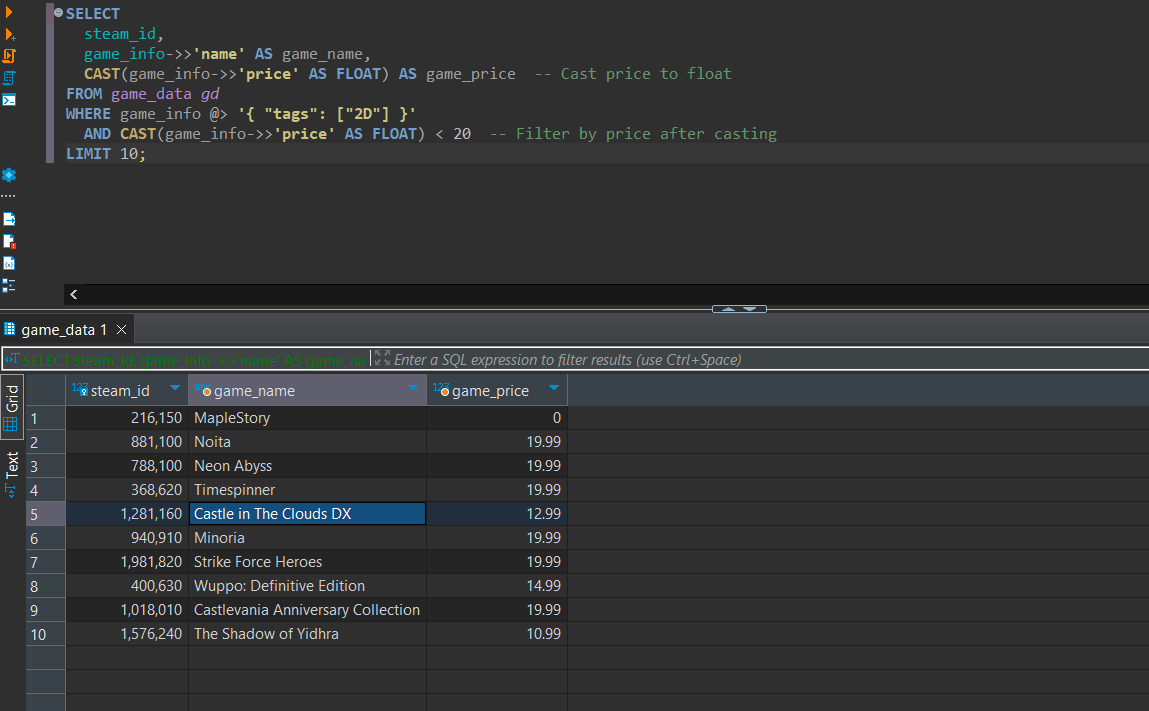 SELECT
steam_id,
game_info->>'name' AS game_name,
CAST(game_info->>'price' AS FLOAT) AS game_price  -- Cast price to float
FROM game_data gd
WHERE game_info @> '{ "tags": ["2D"] }'
AND CAST(game_info->>'price' AS FLOAT) < 20  -- Filter by price after casting
LIMIT 10;
game_data 1
SELECT steam_id, game_info->>'name' AS game_na Enter a SQL expression to filter results (use Ctrl+Space)
Grid
Text
123 steam_id game_name 123 game_price
1 216,150 MapleStory 0
2 881,100 Noita 19.99
3 788,100 Neon Abyss 19.99
4 368,620 Timespinner 19.99
5 1,281,160 Castle in The Clouds DX 12.99
6 940,910 Minoria 19.99
7 1,981,820 Strike Force Heroes 19.99
8 400,630 Wuppo: Definitive Edition 14.99
9 1,018,010 Castlevania Anniversary Collection 19.99
10 1,576,240 The Shadow of Yidhra 10.99